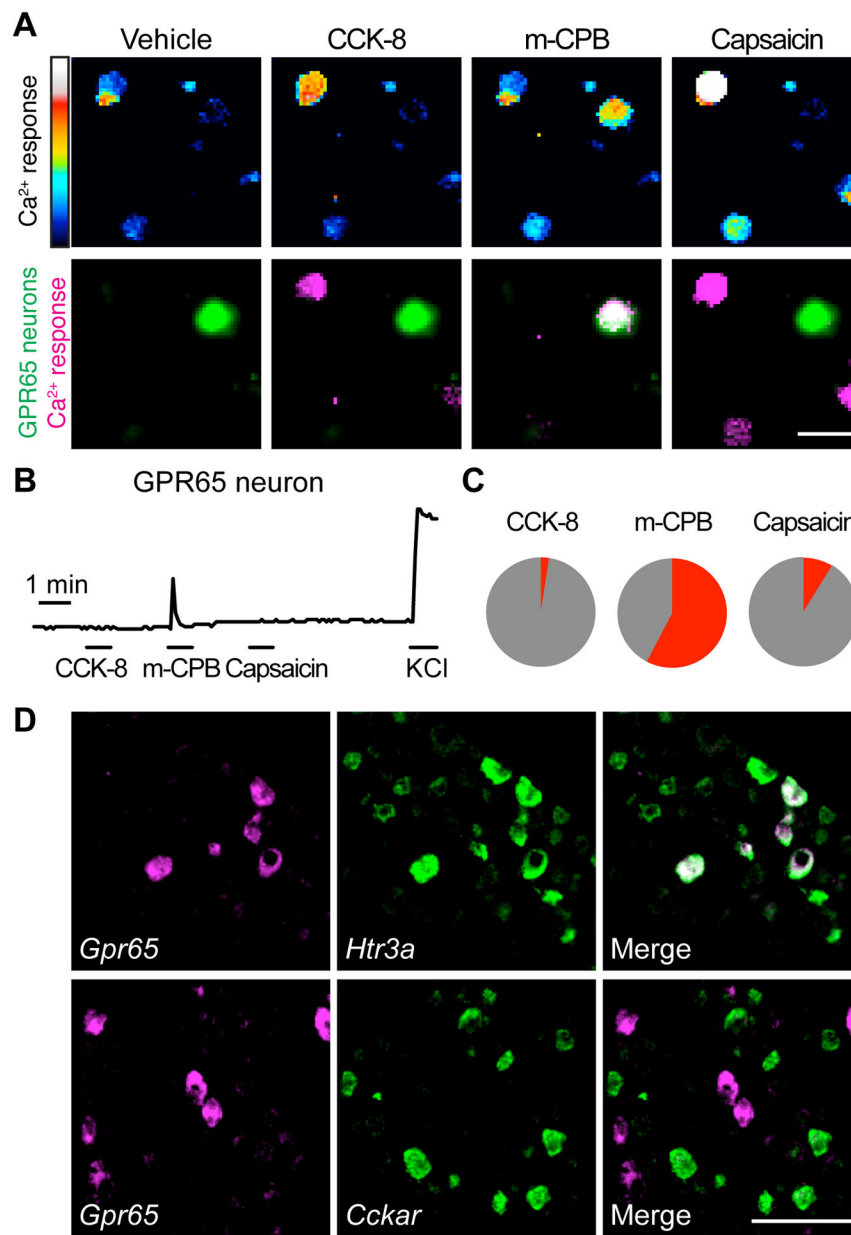 A
Vehicle
CCK-8
m-CPB
Capsaicin
Ca²⁺ response
GPR65 neurons
Ca²⁺ response
B
GPR65 neuron
1 min
CCK-8
m-CPB
Capsaicin
KCl
C
CCK-8
m-CPB
Capsaicin
D
Gpr65
Htr3a
Merge
Gpr65
Cckar
Merge